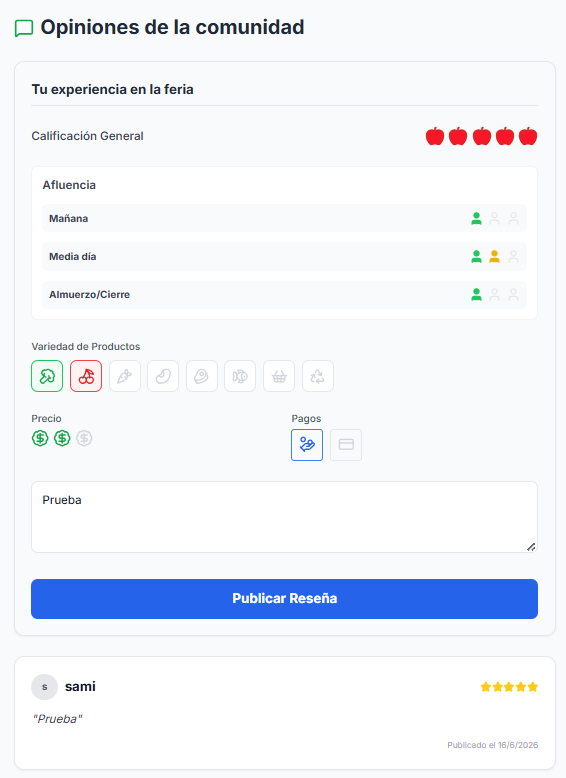 Opiniones de la comunidad
Tu experiencia en la feria
Calificación General
Afluencia
Mañana
Media día
Almuerzo/Cierre
Variedad de Productos
Precio
Pagos
Prueba
Publicar Reseña
s
sami
"Prueba"
Publicado el 16/6/2026